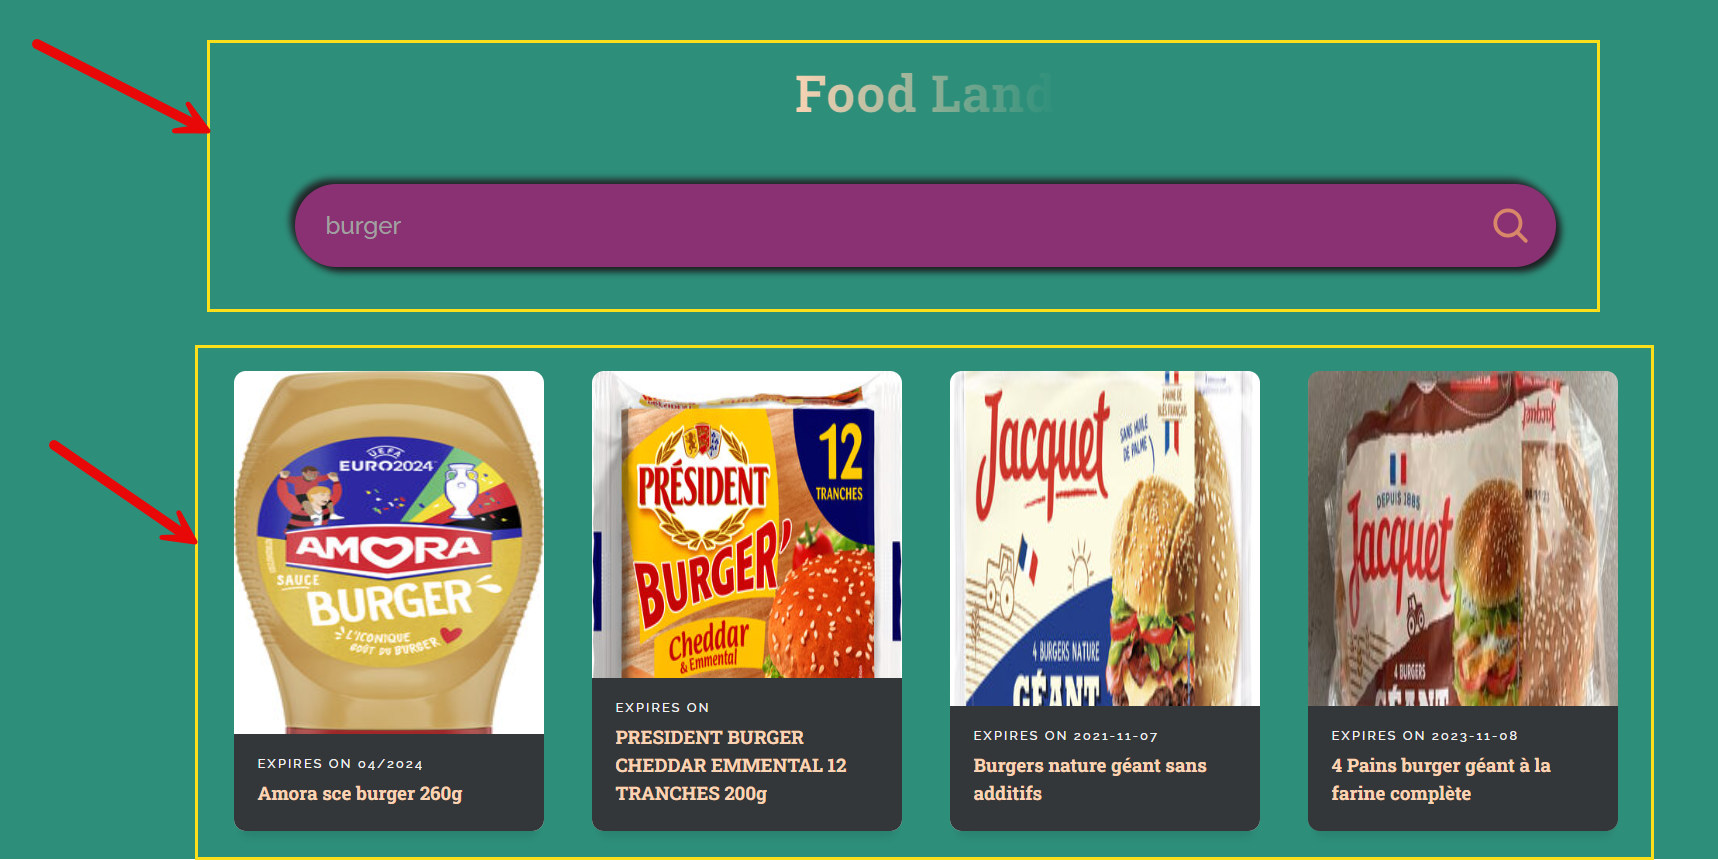 Food Land
burger
UEFA
EURO2024
AMORA
SAUCE
BURGER
L'ICONIQUE
GOÛT DU BURGER
EXPIRES ON 04/2024
Amora sce burger 260g
PRÉSIDENT
12
TRANCHES
BURGER'
Cheddar
& Emmental
EXPIRES ON
PRESIDENT BURGER
CHEDDAR EMMENTAL 12
TRANCHES 200g
Jacquet
SANS HUILE
DE PALME
4 BURGERS NATURE
GÉANT
EXPIRES ON 2021-11-07
Burgers nature géant sans
additifs
Jacquet
DEPUIS 1885
Jacquet
4 BURGERS
GÉANT
EXPIRES ON 2023-11-08
4 Pains burger géant à la
farine complète